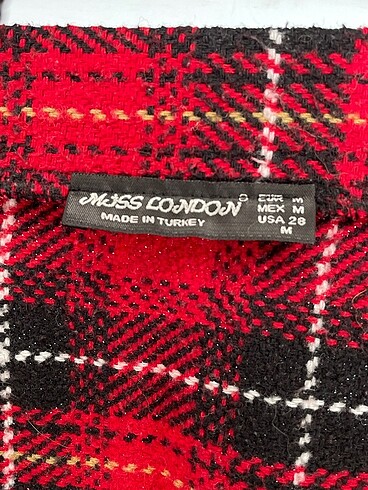 MISS LONDON
MADE IN TURKEY
EUR M
MEX M
USA 28
M